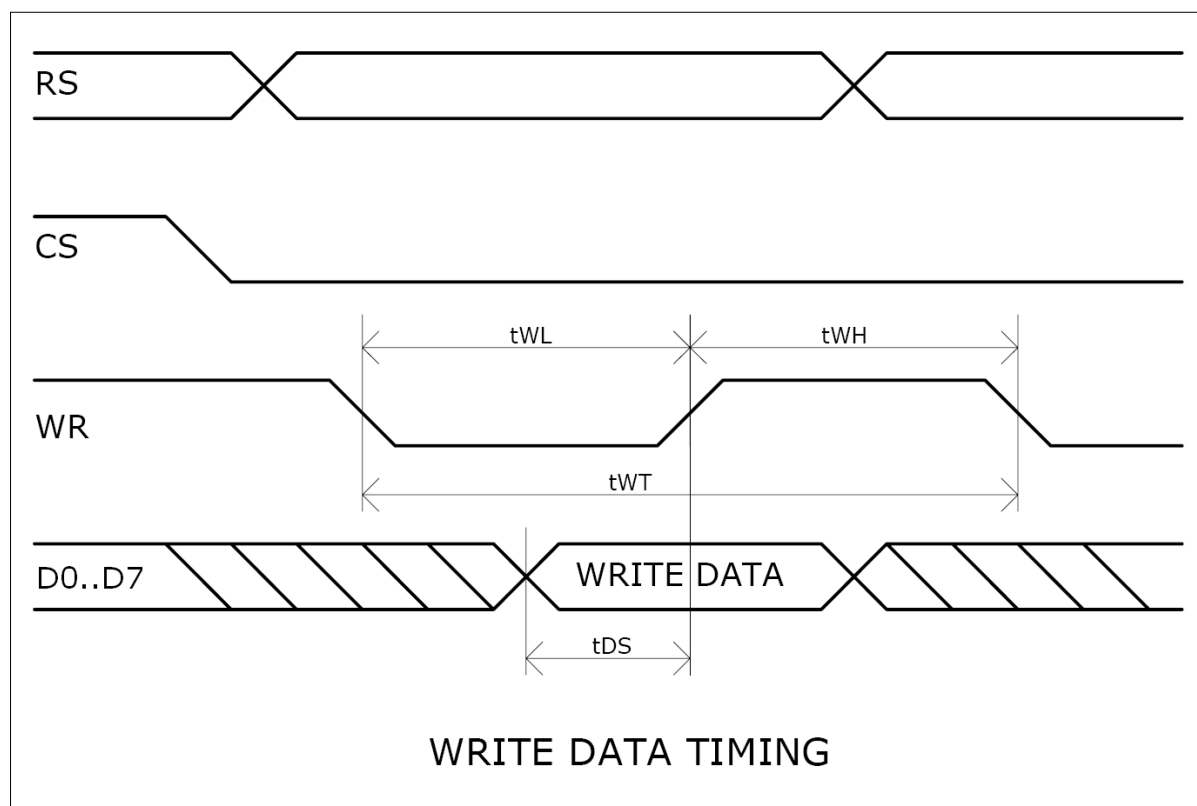 RS
CS
tWL
tWH
WR
tWT
D0..D7
WRITE DATA
tDS
WRITE DATA TIMING